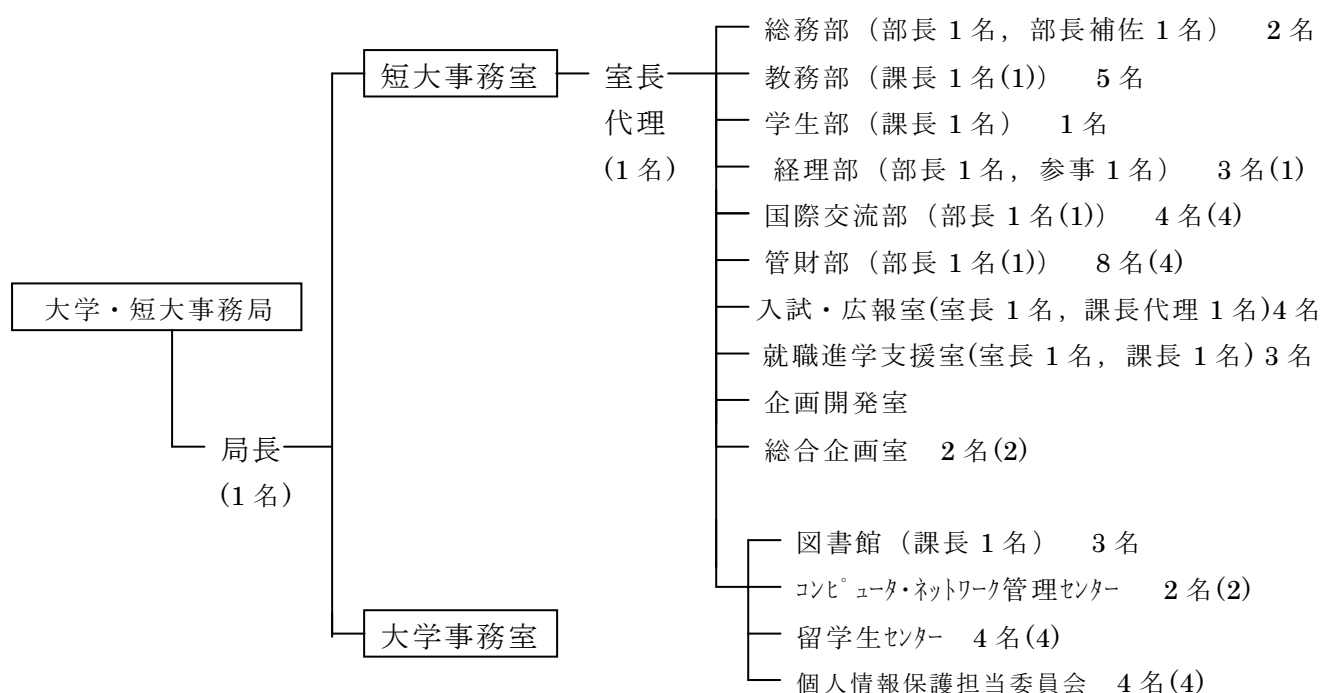 総務部（部長 1 名，部長補佐 1 名）　2 名
短大事務室
室長
代理
(1 名)
教務部（課長 1 名(1)）　5 名
学生部（課長 1 名）　1 名
経理部（部長 1 名，参事 1 名）　3 名(1)
国際交流部（部長 1 名(1)）　4 名(4)
管財部（部長 1 名(1)）　8 名(4)
大学・短大事務局
入試・広報室(室長 1 名，課長代理 1 名)4 名
就職進学支援室(室長 1 名，課長 1 名) 3 名
企画開発室
局長
(1 名)
総合企画室　2 名(2)
図書館（課長 1 名）　3 名
ｺﾝﾋﾟｭｰﾀ・ﾈｯﾄﾜｰｸ管理ｾﾝﾀｰ　2 名(2)
大学事務室
留学生ｾﾝﾀｰ　4 名(4)
個人情報保護担当委員会　4 名(4)